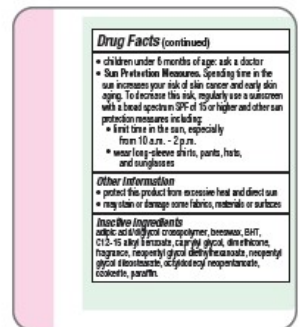 Drug Facts (continued)
• children under 6 months of age: ask a doctor
• Sun Protection Measures. Spending time in the
sun increases your risk of skin cancer and early skin
aging. To decrease this risk, regularly use a sunscreen
with a broad spectrum SPF of 15 or higher and other sun
protection measures including:
• limit time in the sun, especially
from 10 a.m. - 2 p.m.
• wear long-sleeve shirts, pants, hats,
and sunglasses
Other information
• protect this product from excessive heat and direct sun
• may stain or damage some fabrics, materials or surfaces
Inactive ingredients
adipic acid/diglycol crosspolymer, beeswax, BHT,
C12-15 alkyl benzoate, caprylyl glycol, dimethicone,
fragrance, neopentyl glycol diethylhexanoate, neopentyl
glycol diisostearate, octyldodecyl neopentanoate,
ozokerite, paraffin.